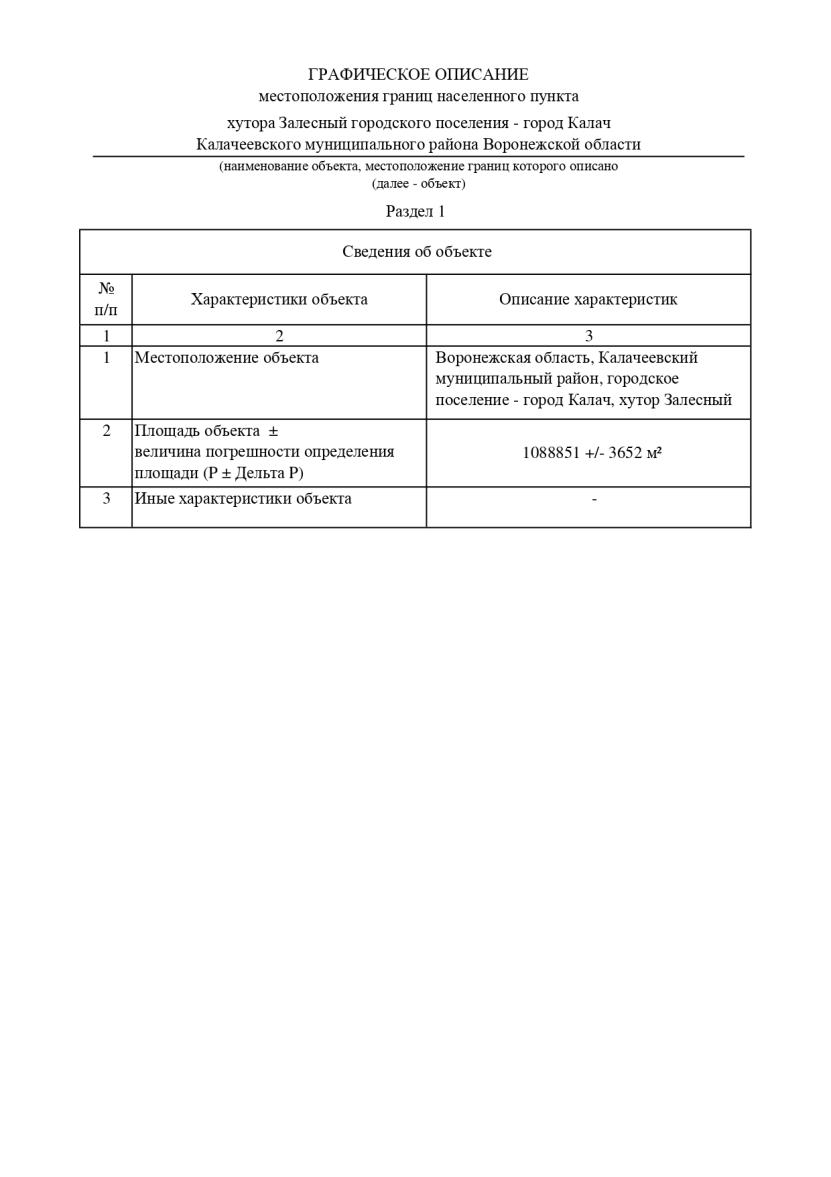 ГРАФИЧЕСКОЕ ОПИСАНИЕ
местоположения границ населенного пункта
хутора Залесный городского поселения - город Калач
Калачеевского муниципального района Воронежской области
(наименование объекта, местоположение границ которого описано
(далее - объект)
Раздел 1
Сведения об объекте
№
п/п
Характеристики объекта
Описание характеристик
1 2 3
1 Местоположение объекта
Воронежская область, Калачеевский
муниципальный район, городское
поселение - город Калач, хутор Залесный
2 Площадь объекта ±
величина погрешности определения
площади (P ± Дельта P)
1088851 +/- 3652 м²
3 Иные характеристики объекта -